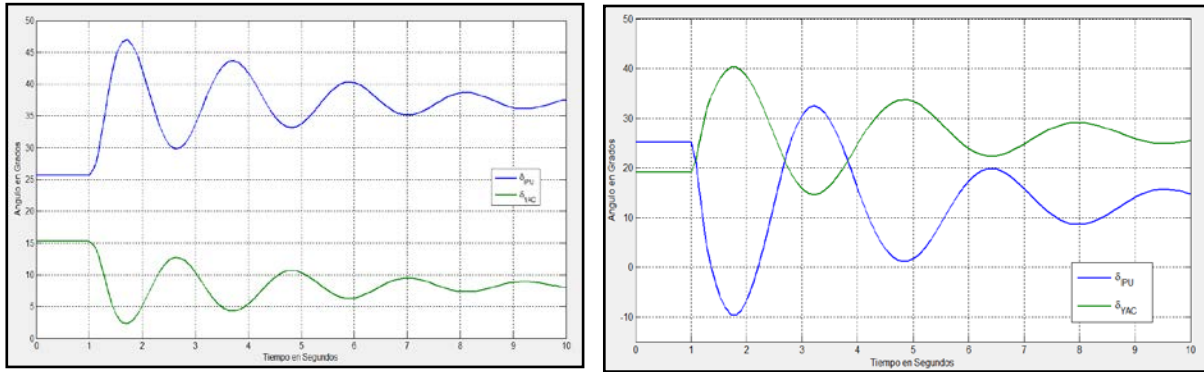 50
45
40
35
30
25
20
15
10
5
0
Angulo en Grados
δIPU
δYAC
0 1 2 3 4 5 6 7 8 9 10
Tiempo en Segundos
50
40
30
20
10
0
-10
Angulo en Grados
δIPU
δYAC
0 1 2 3 4 5 6 7 8 9 10
Tiempo en Segundos